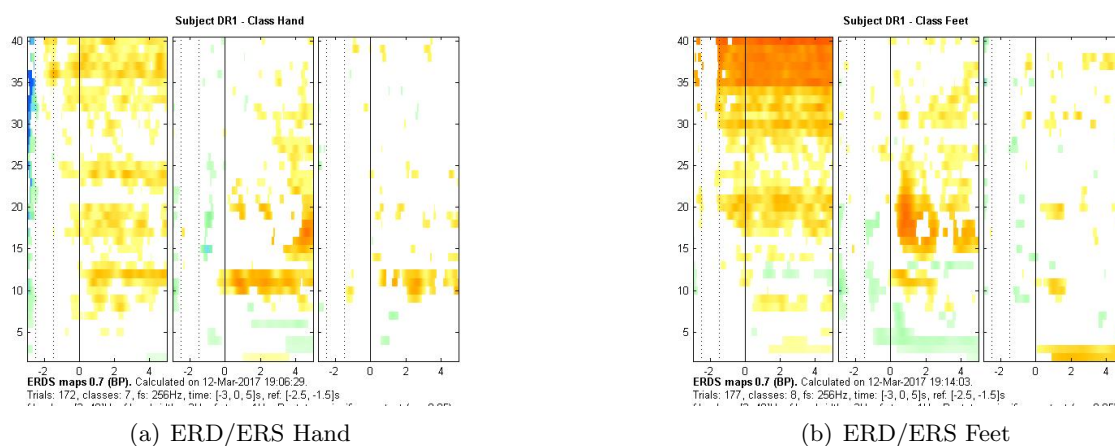 Subject DR1 - Class Hand
40
35
30
25
20
15
10
5
-2 0 2 4 -2 0 2 4 -2 0 2 4
ERDS maps 0.7 (BP). Calculated on 12-Mar-2017 19:06:29.
Trials: 172, classes: 7, fs: 256Hz, time: [-3, 0, 5]s, ref: [-2.5, -1.5]s
(a) ERD/ERS Hand
Subject DR1 - Class Feet
40
35
30
25
20
15
10
5
-2 0 2 4 -2 0 2 4 -2 0 2 4
ERDS maps 0.7 (BP). Calculated on 12-Mar-2017 19:14:03.
Trials: 177, classes: 8, fs: 256Hz, time: [-3, 0, 5]s, ref: [-2.5, -1.5]s
(b) ERD/ERS Feet